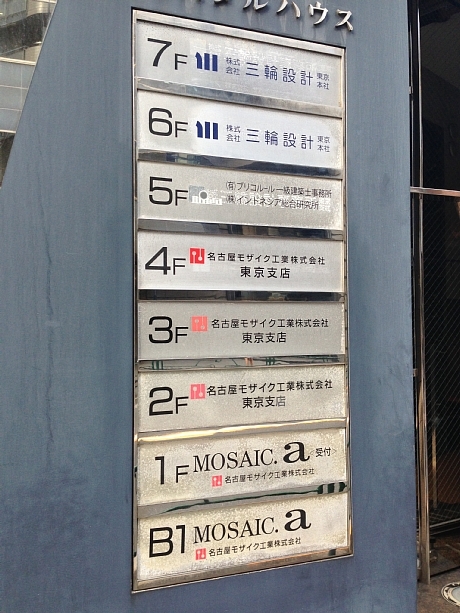 ルハウス
7F 株式会社 三輪設計 東京本社
6F 株式会社 三輪設計 東京本社
5F (有)ブリコルール一級建築士事務所
(株)インドネシア総合研究所
4F 名古屋モザイク工業株式会社
東京支店
3F 名古屋モザイク工業株式会社
東京支店
2F 名古屋モザイク工業株式会社
東京支店
1F MOSAIC.a 受付
名古屋モザイク工業株式会社
B1 MOSAIC.a
名古屋モザイク工業株式会社